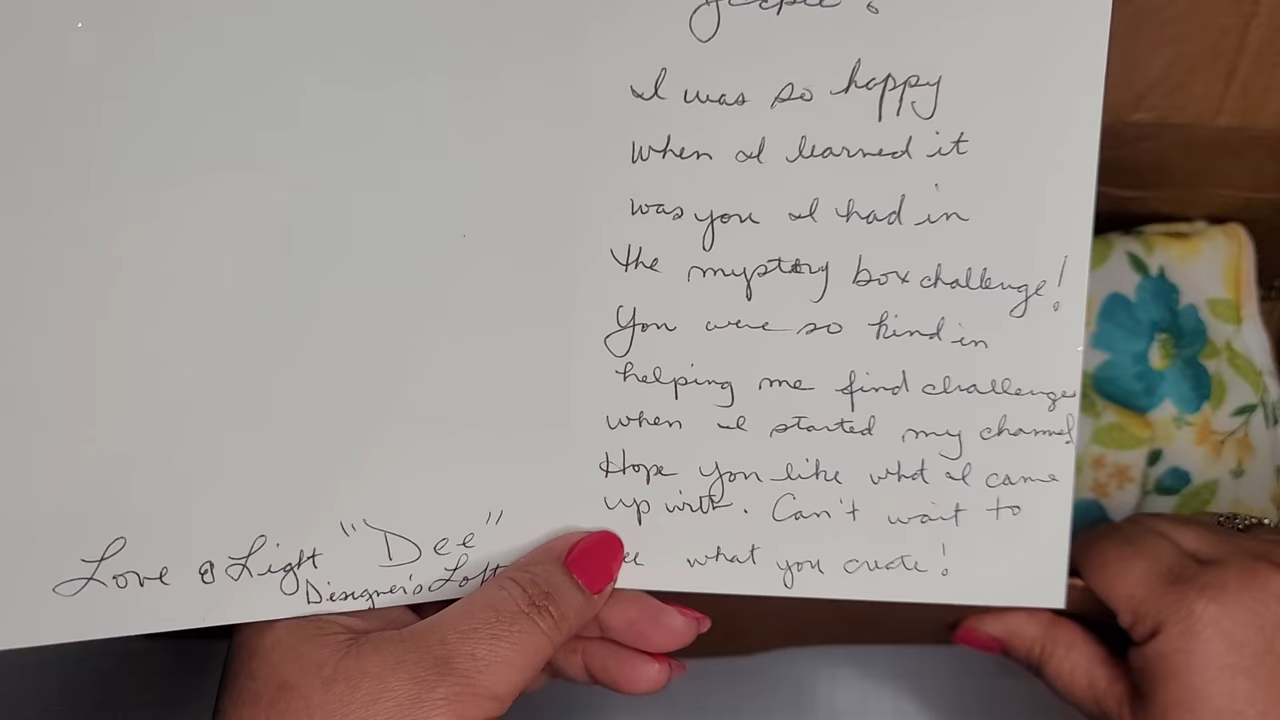 I was so happy
when I learned it
was you I had in
the mystery box challenge!
You were so kind in
helping me find challenges
when I started my channel
Hope you like what I came
up with. Can't wait to
what you create!
Love & Light "Dee"
Designer's Loft